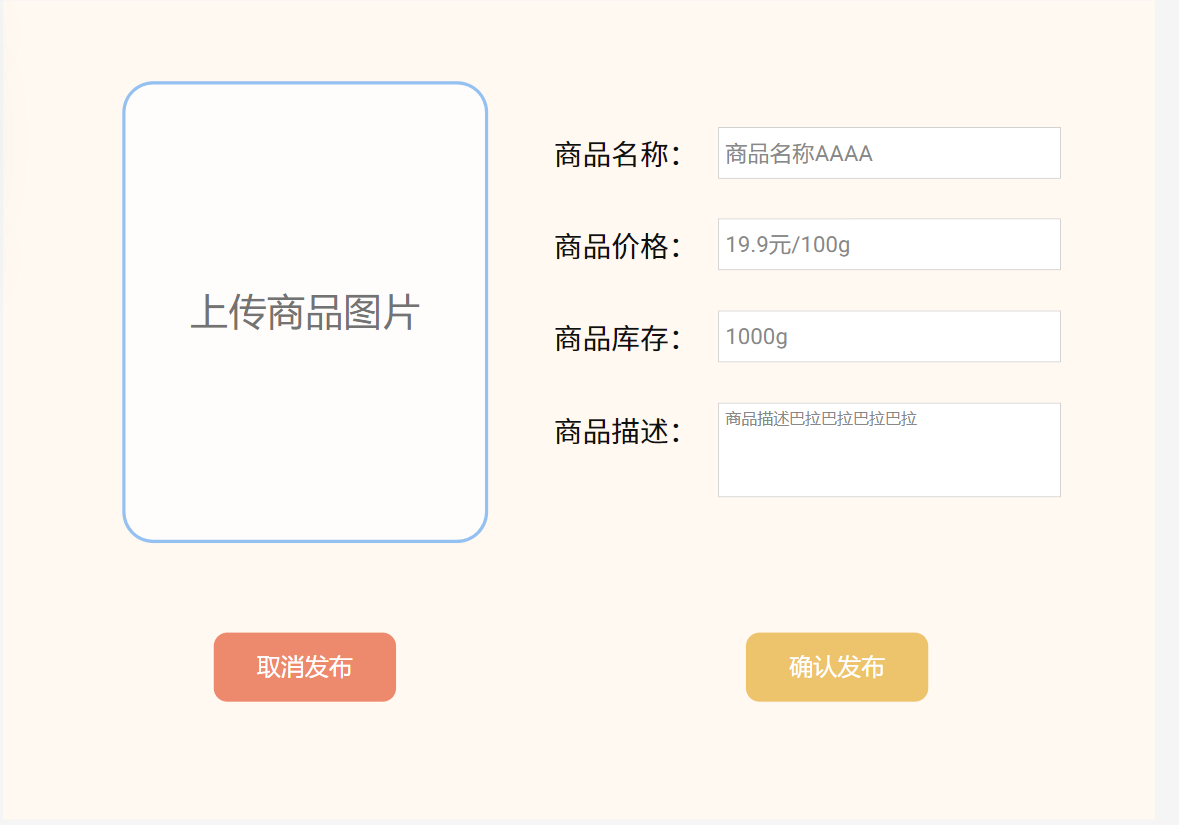 上传商品图片
商品名称：
商品名称AAAA
商品价格：
19.9元/100g
商品库存：
1000g
商品描述：
商品描述巴拉巴拉巴拉巴拉
取消发布
确认发布